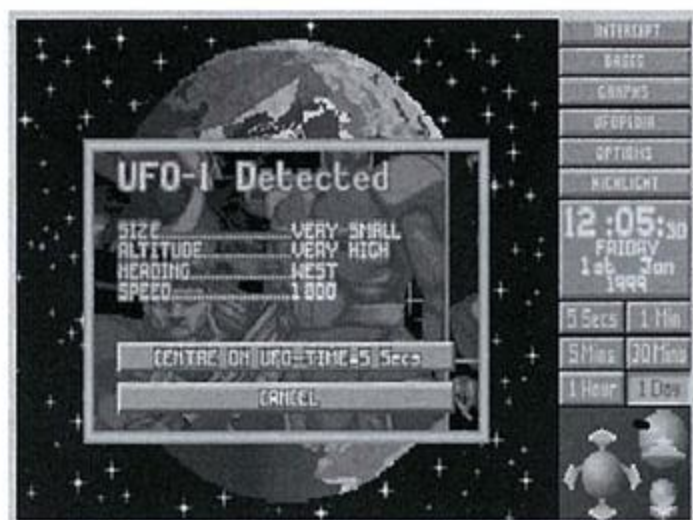 UFO-1 Detected
SIZE....................VERY SMALL
ALTITUDE................VERY HIGH
HEADING.................WEST
SPEED...................1000
CENTRE ON UFO-TIME=5 Secs
CANCEL
INTERCEPT
BASES
GRAPHS
UFOPEDIA
OPTIONS
12:05:30
FRIDAY
1st Jan
1999
5 Secs
1 Min
5 Mins
30 Mins
1 Hour
1 Day